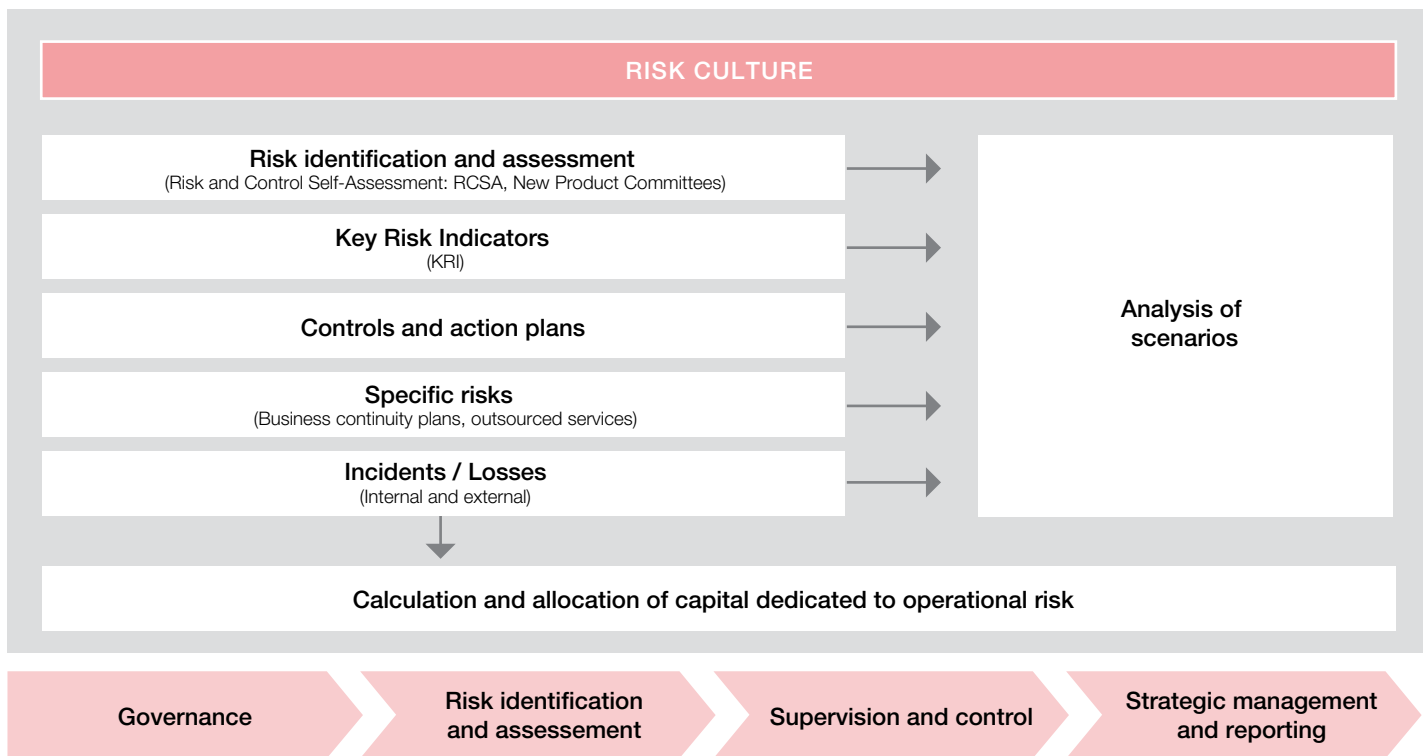 RISK CULTURE
Risk identification and assessment
(Risk and Control Self-Assessment: RCSA, New Product Committees)
Key Risk Indicators
(KRI)
Controls and action plans
Specific risks
(Business continuity plans, outsourced services)
Incidents / Losses
(Internal and external)
Analysis of
scenarios
Calculation and allocation of capital dedicated to operational risk
Governance
Risk identification
and assessement
Supervision and control
Strategic management
and reporting